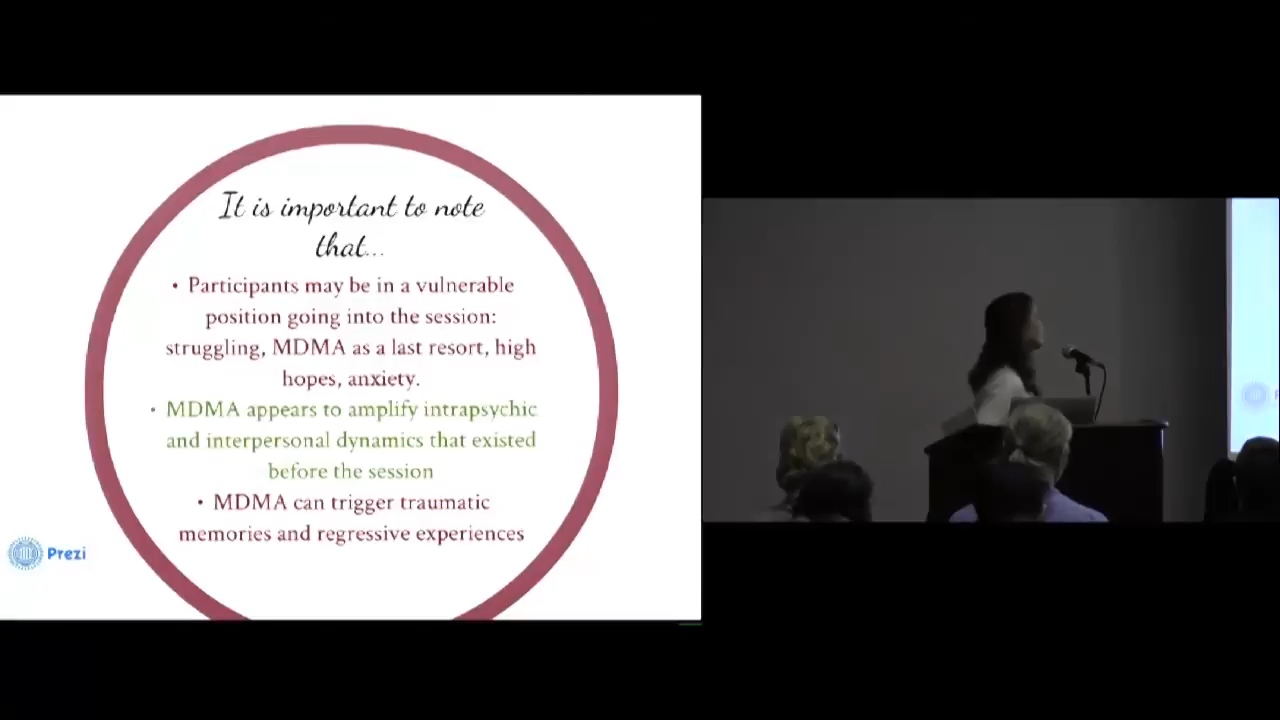 It is important to note
that...
• Participants may be in a vulnerable
position going into the session:
struggling, MDMA as a last resort, high
hopes, anxiety.
• MDMA appears to amplify intrapsychic
and interpersonal dynamics that existed
before the session
• MDMA can trigger traumatic
memories and regressive experiences
Prezi